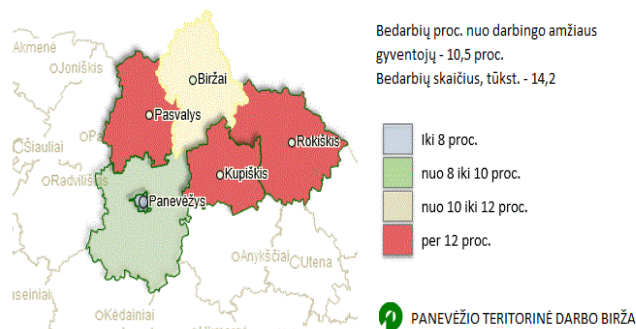 Akmenė
Joniškis
Biržai
Pasvalys
Pa
Šiauliai
Rokiškis
Kupiškis
Radviliškis
Panevėžys
Anykščiai
Utena
aseiniai
Kėdainiai
Bedarbių proc. nuo darbingo amžiaus
gyventojų - 10,5 proc.
Bedarbių skaičius, tūkst. - 14,2
Iki 8 proc.
nuo 8 iki 10 proc.
nuo 10 iki 12 proc.
per 12 proc.
PANEVĖŽIO TERITORINĖ DARBO BIRŽA